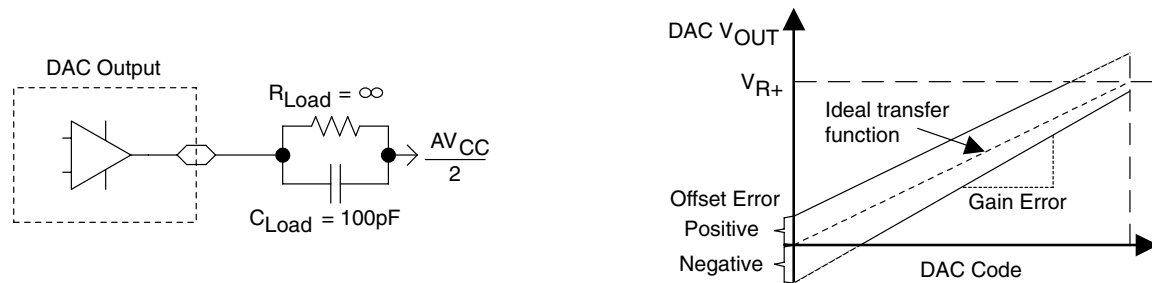 DAC Output
R_Load = ∞
C_Load = 100pF
AV_CC
2
DAC V_OUT
V_R+
Ideal transfer
function
Offset Error
Positive
Negative
Gain Error
DAC Code